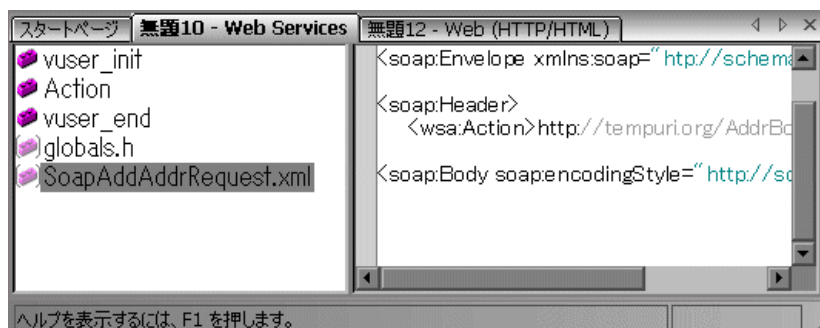 スタートページ 無題10 - Web Services 無題12 - Web (HTTP/HTML)
vuser_init
Action
vuser_end
globals.h
SoapAddAddrRequest.xml
<soap:Envelope xmlns:soap="htp://schema
<soap:Header>
<wsa:Action>http://tempuri.org/AddrBo
<soap:Body soap:encodingStyle="http://so
ヘルプを表示するには、F1 を押します。